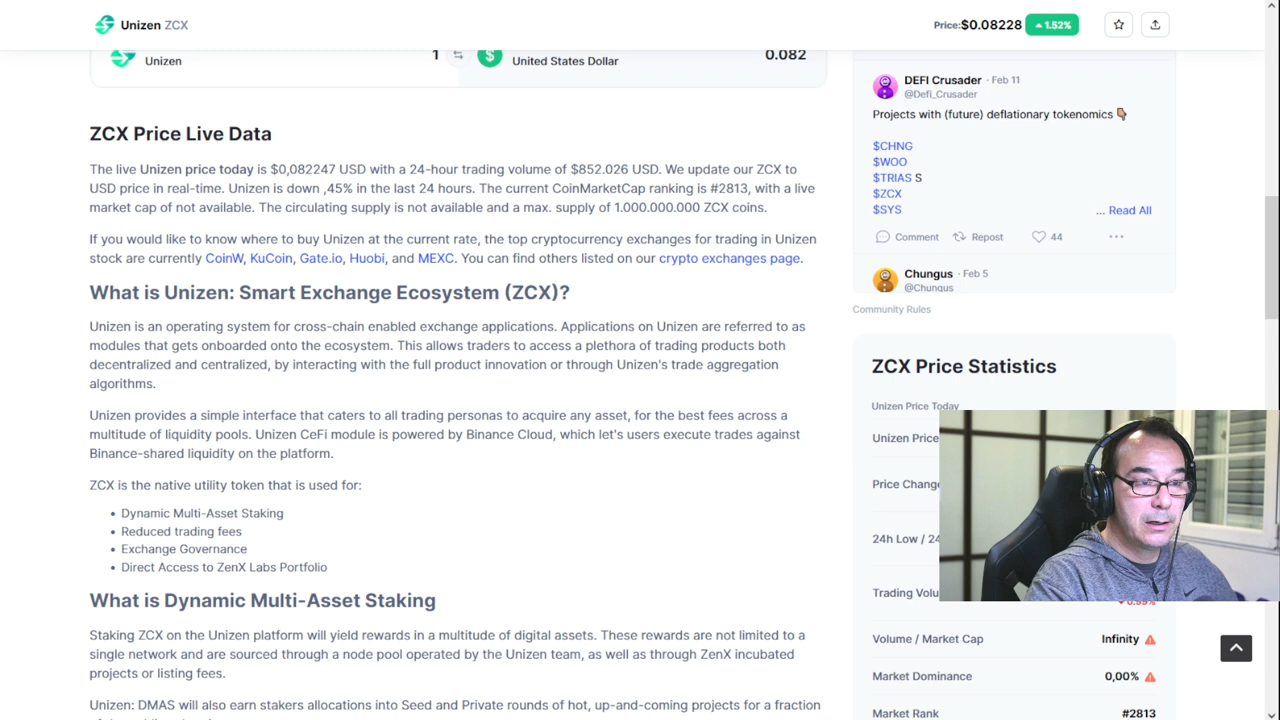 Unizen ZCX
Price:$0.08228 1.52%
Unizen 1 United States Dollar 0.082
ZCX Price Live Data
The live Unizen price today is $0,082247 USD with a 24-hour trading volume of $852.026 USD. We update our ZCX to
USD price in real-time. Unizen is down ,45% in the last 24 hours. The current CoinMarketCap ranking is #2813, with a live
market cap of not available. The circulating supply is not available and a max. supply of 1.000.000.000 ZCX coins.
If you would like to know where to buy Unizen at the current rate, the top cryptocurrency exchanges for trading in Unizen
stock are currently CoinW, KuCoin, Gate.io, Huobi, and MEXC. You can find others listed on our crypto exchanges page.
What is Unizen: Smart Exchange Ecosystem (ZCX)?
Unizen is an operating system for cross-chain enabled exchange applications. Applications on Unizen are referred to as
modules that gets onboarded onto the ecosystem. This allows traders to access a plethora of trading products both
decentralized and centralized, by interacting with the full product innovation or through Unizen's trade aggregation
algorithms.
Unizen provides a simple interface that caters to all trading personas to acquire any asset, for the best fees across a
multitude of liquidity pools. Unizen CeFi module is powered by Binance Cloud, which let's users execute trades against
Binance-shared liquidity on the platform.
ZCX is the native utility token that is used for:
• Dynamic Multi-Asset Staking
• Reduced trading fees
• Exchange Governance
• Direct Access to ZenX Labs Portfolio
What is Dynamic Multi-Asset Staking
Staking ZCX on the Unizen platform will yield rewards in a multitude of digital assets. These rewards are not limited to a
single network and are sourced through a node pool operated by the Unizen team, as well as through ZenX incubated
projects or listing fees.
Unizen: DMAS will also earn stakers allocations into Seed and Private rounds of hot, up-and-coming projects for a fraction
DEFI Crusader · Feb 11
@Defi_Crusader
Projects with (future) deflationary tokenomics
$CHNG
$WOO
$TRIAS S
$ZCX
$SYS ... Read All
Comment Repost 44
Chungus · Feb 5
@Chungus
Community Rules
ZCX Price Statistics
Unizen Price Today
Unizen Price
Price Change
24h Low / 24
Trading Volu
0.59%
Volume / Market Cap Infinity
Market Dominance 0,00%
Market Rank #2813